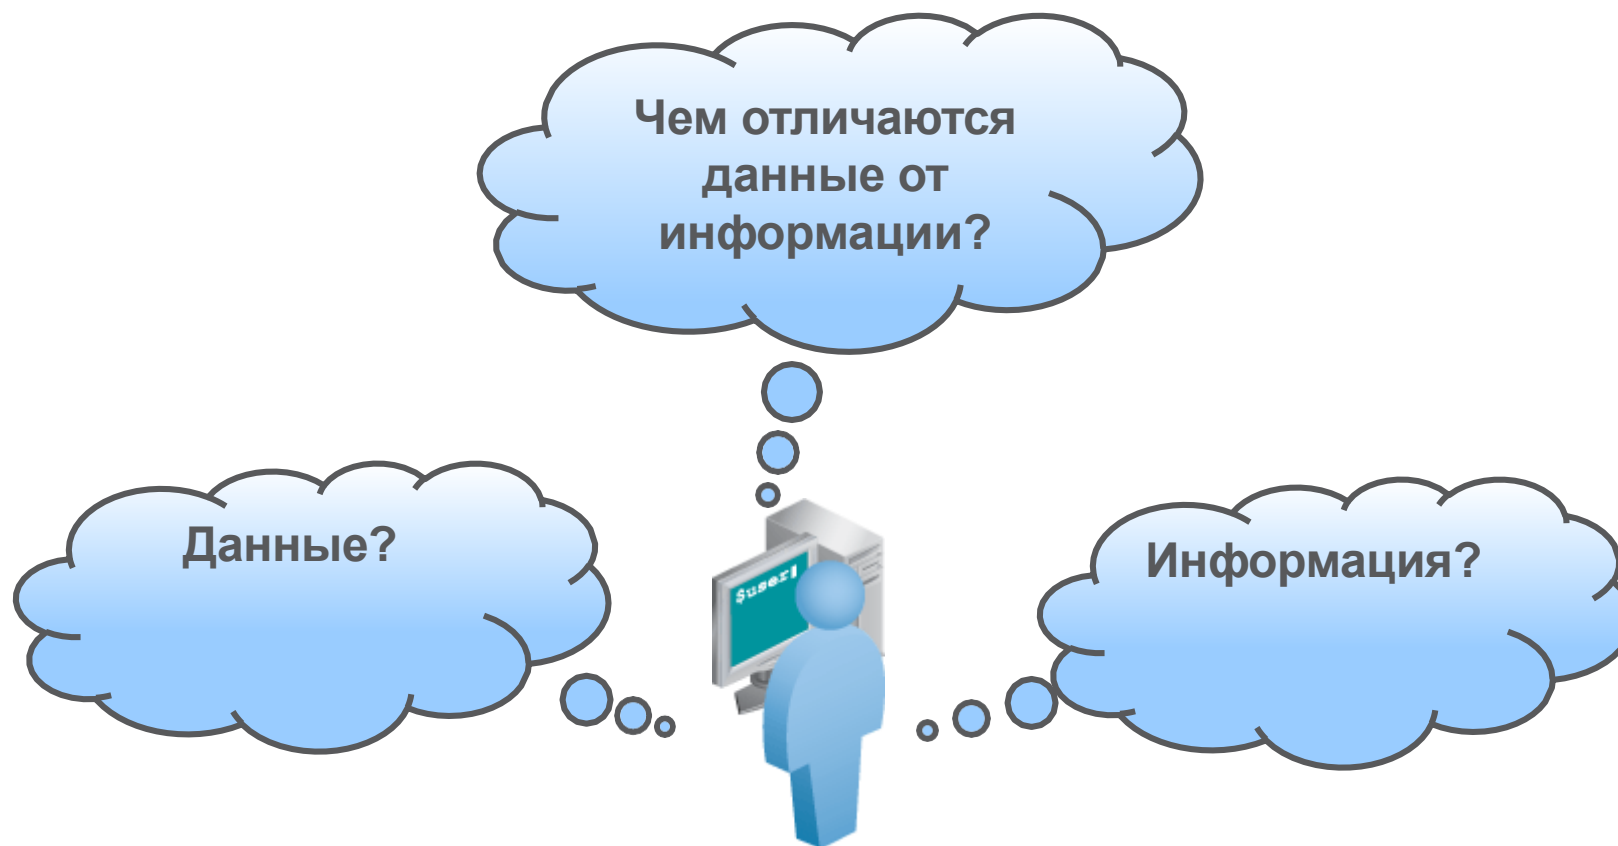 Чем отличаются
данные от
информации?
Данные?
Информация?
$user